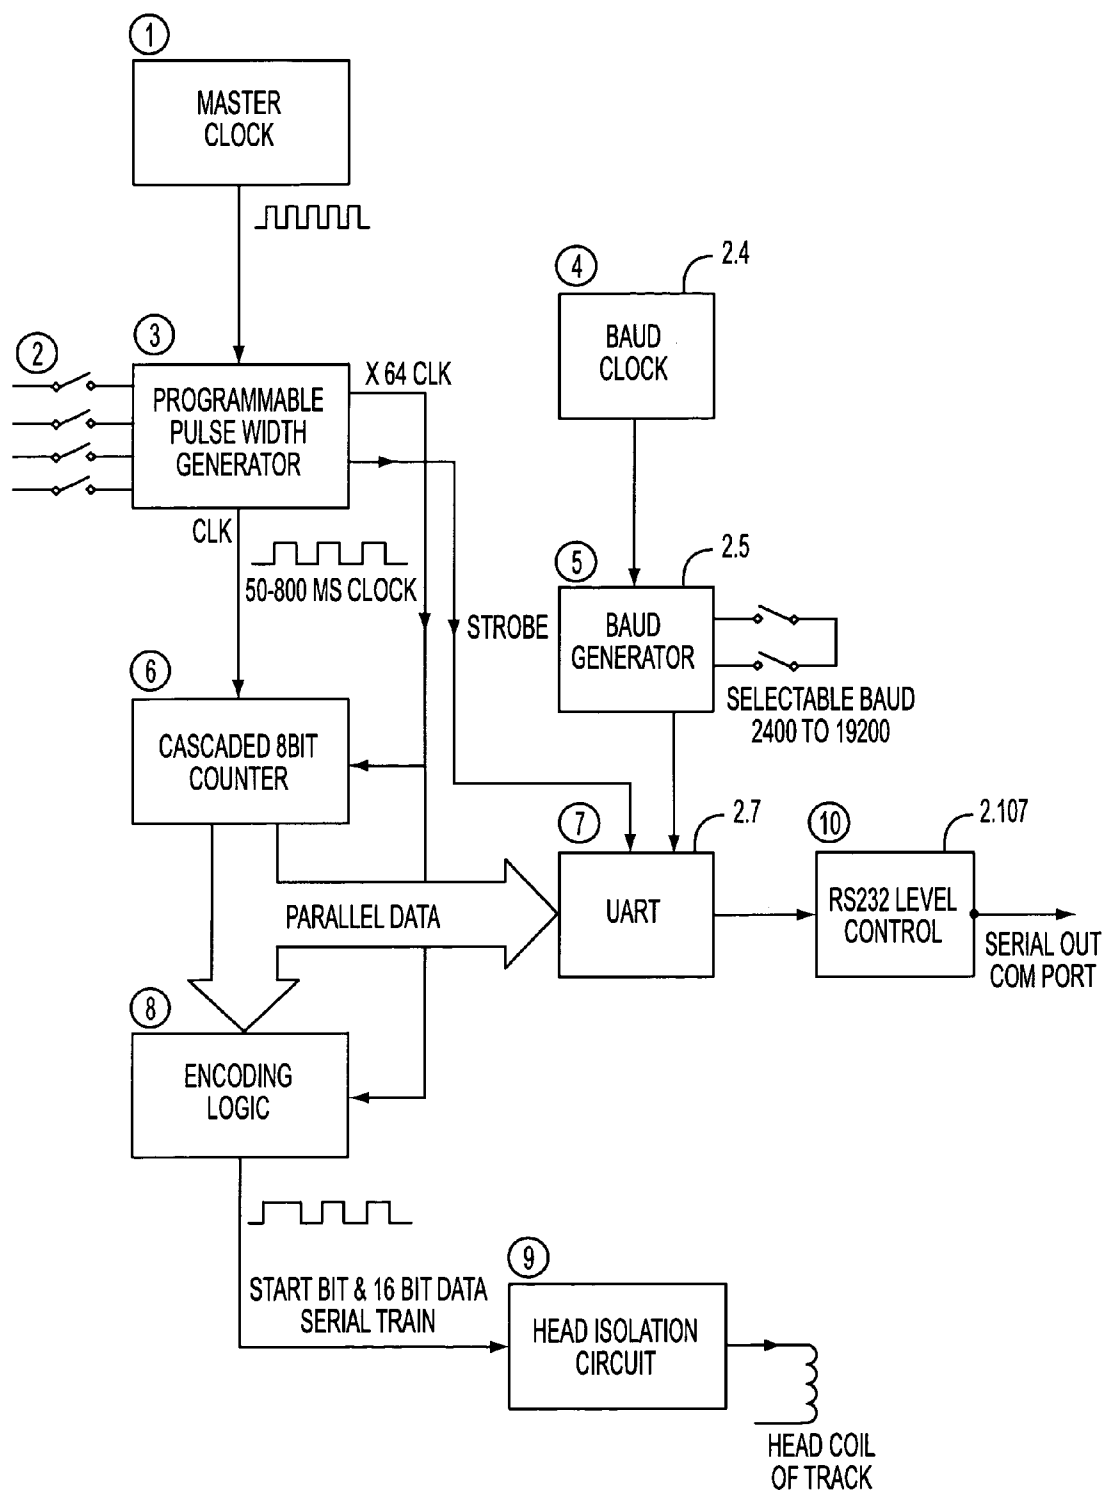 1
MASTER
CLOCK
2
3
PROGRAMMABLE
PULSE WIDTH
GENERATOR
X 64 CLK
CLK
50-800 MS CLOCK
STROBE
4
2.4
BAUD
CLOCK
5
2.5
BAUD
GENERATOR
SELECTABLE BAUD
2400 TO 19200
6
CASCADED 8BIT
COUNTER
PARALLEL DATA
7
2.7
UART
10
2.107
RS232 LEVEL
CONTROL
SERIAL OUT
COM PORT
8
ENCODING
LOGIC
START BIT & 16 BIT DATA
SERIAL TRAIN
9
HEAD ISOLATION
CIRCUIT
HEAD COIL
OF TRACK